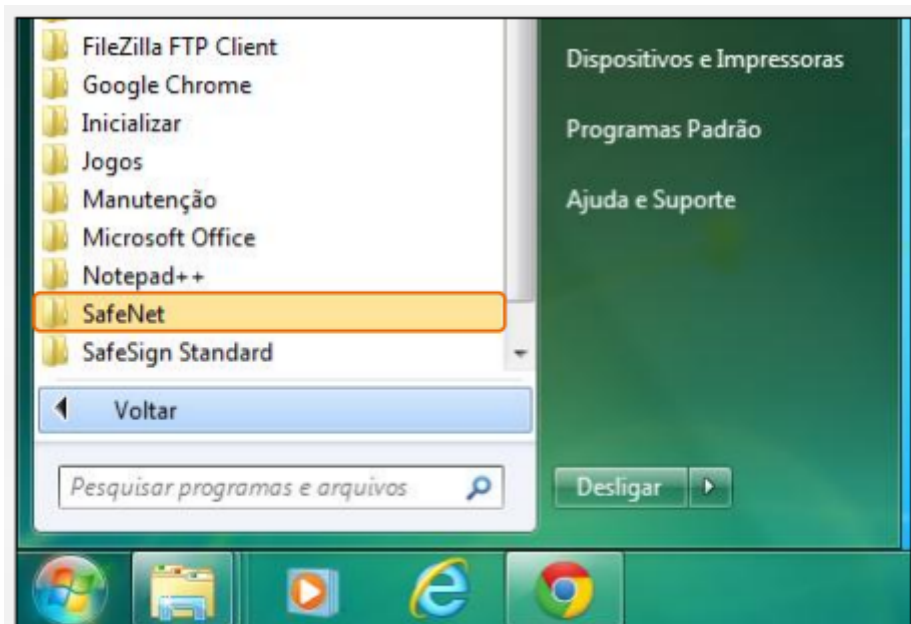 FileZilla FTP Client
Google Chrome
Inicializar
Jogos
Manutenção
Microsoft Office
Notepad++
SafeNet
SafeSign Standard
Voltar
Pesquisar programas e arquivos
Dispositivos e Impressoras
Programas Padrão
Ajuda e Suporte
Desligar